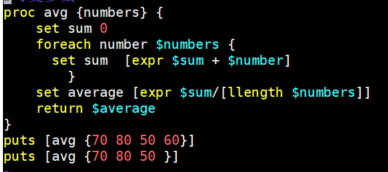 proc avg {numbers} {
    set sum 0
    foreach number $numbers {
      set sum  [expr $sum + $number]
        }
    set average [expr $sum/[llength $numbers]]
    return $average
}
puts [avg {70 80 50 60}]
puts [avg {70 80 50 }]